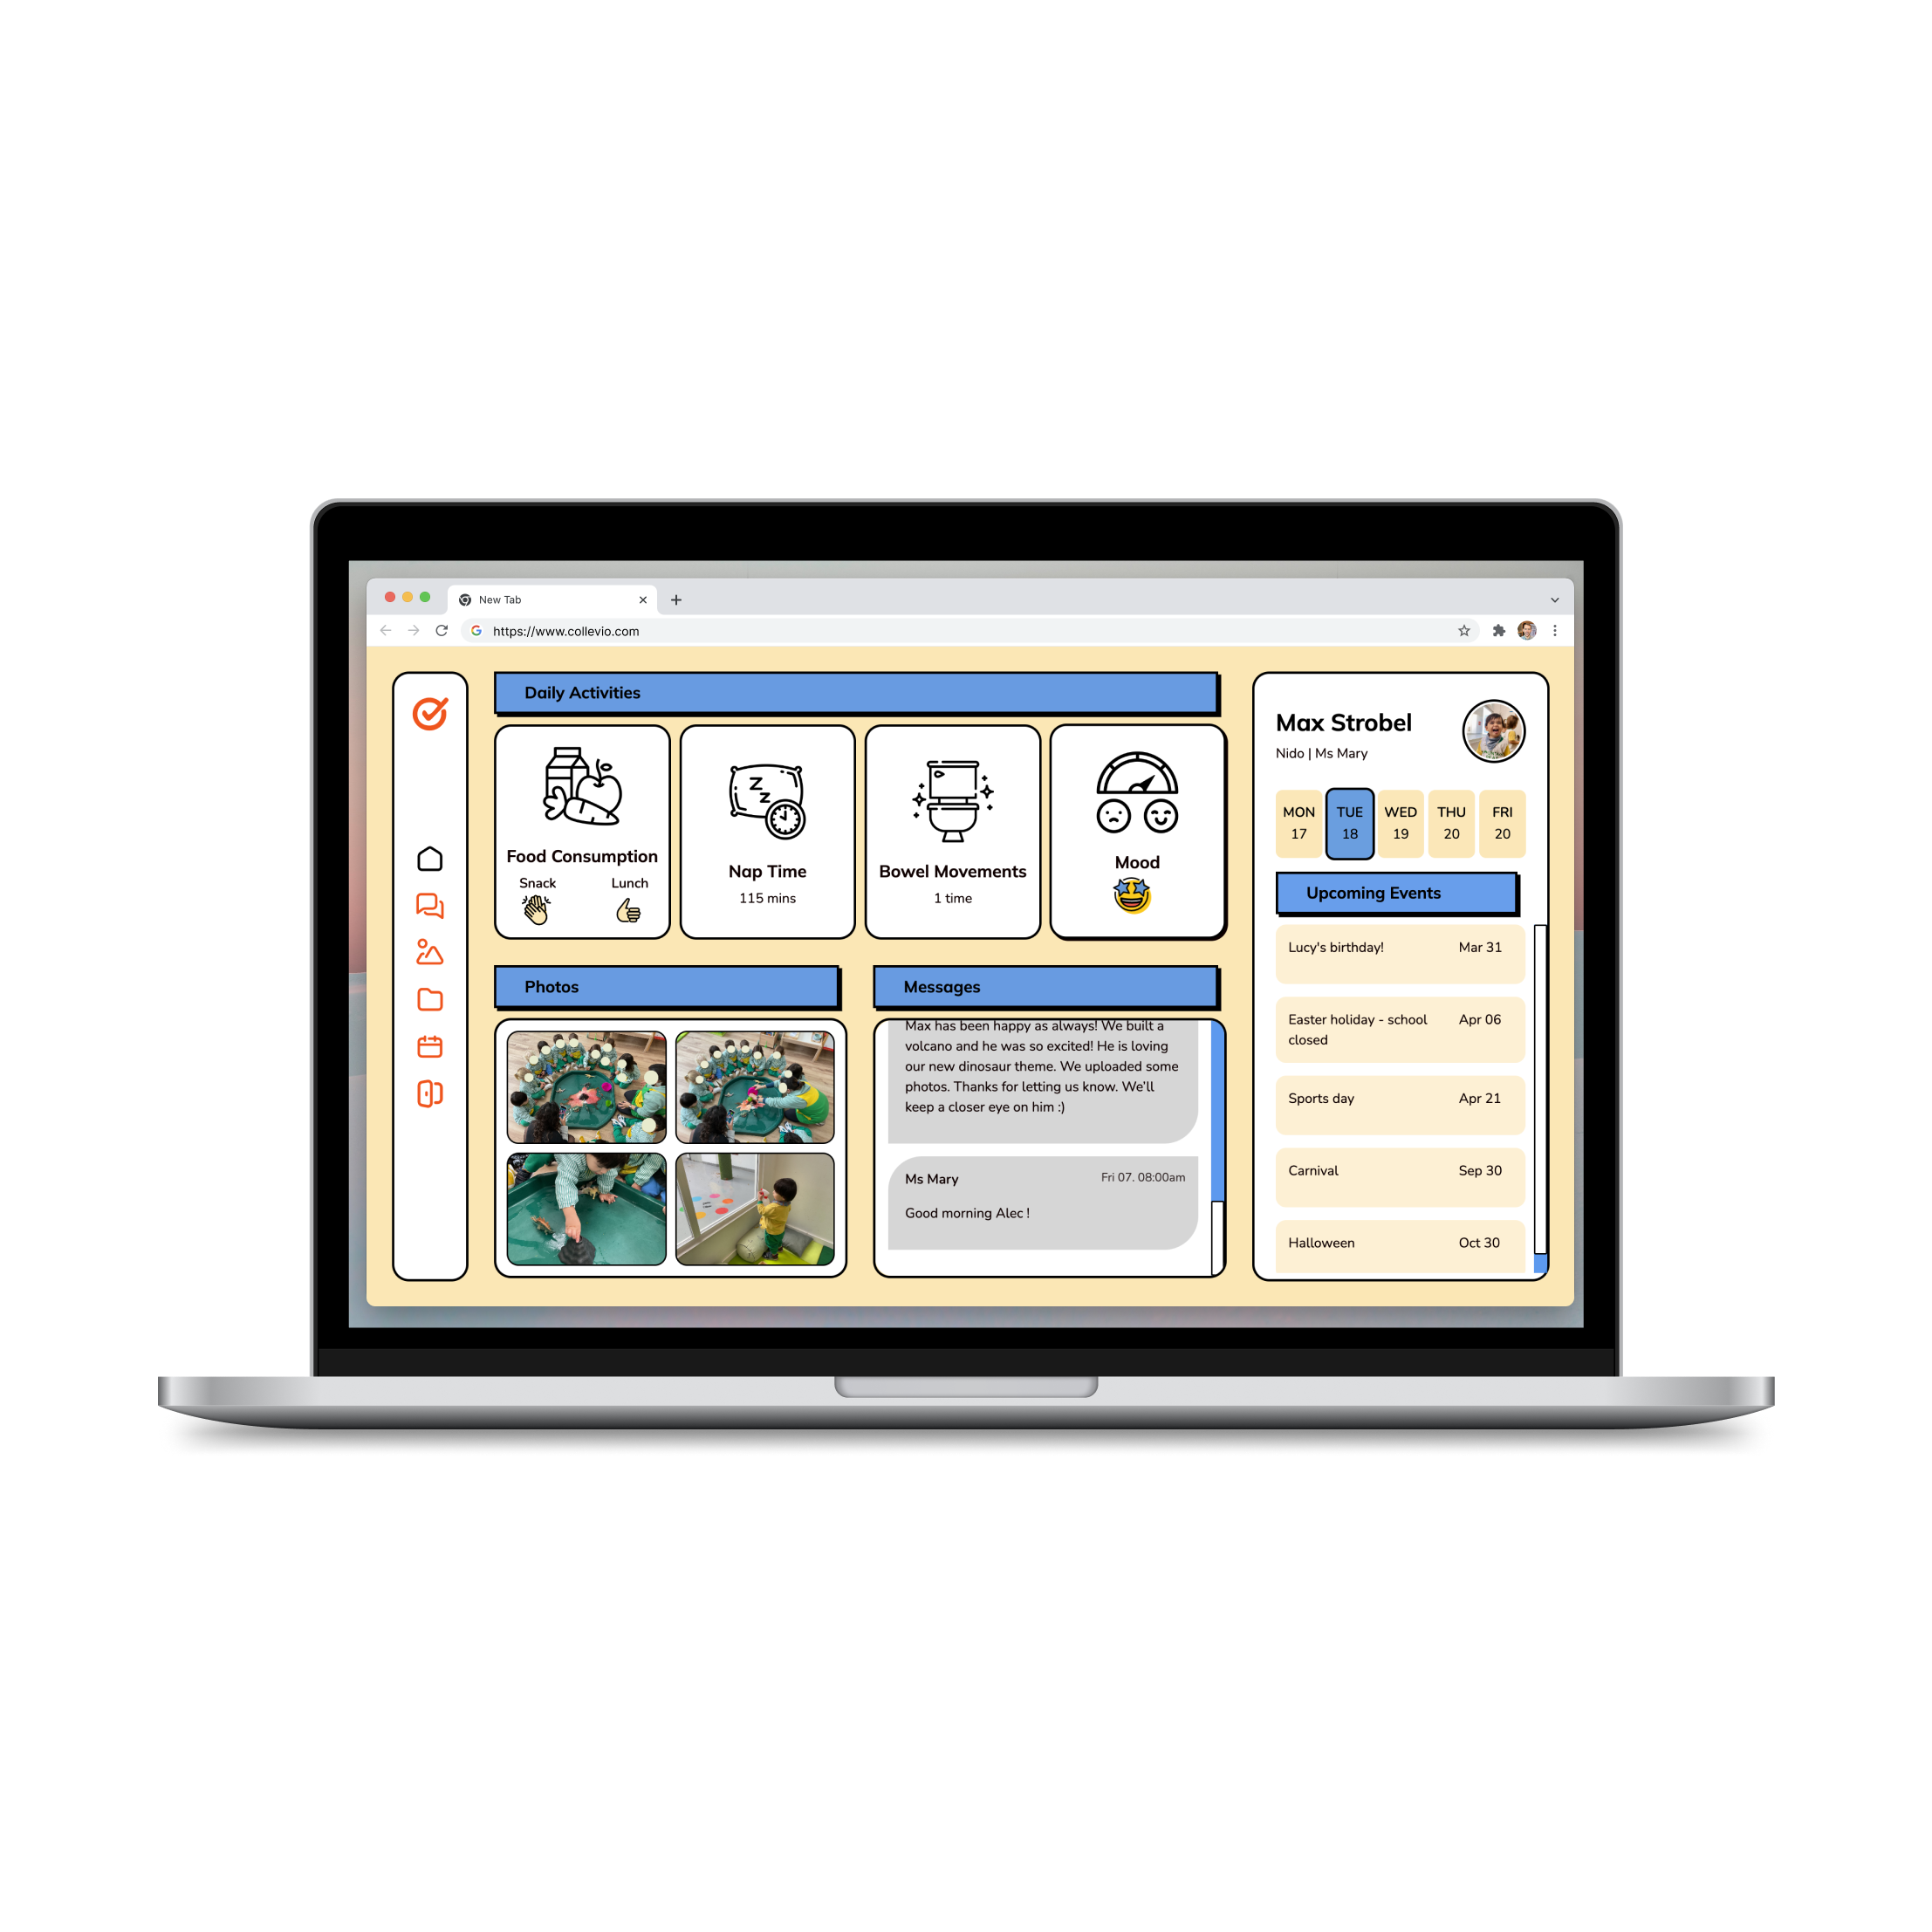 New Tab
https://www.collevio.com
Daily Activities
Food Consumption
Snack
Lunch
Nap Time
115 mins
Bowel Movements
1 time
Mood
Photos
Messages
Max has been happy as always! We built a
volcano and he was so excited! He is loving
our new dinosaur theme. We uploaded some
photos. Thanks for letting us know. We'll
keep a closer eye on him :)
Ms Mary
Fri 07. 08:00am
Good morning Alec !
Max Strobel
Nido | Ms Mary
MON
17
TUE
18
WED
19
THU
20
FRI
20
Upcoming Events
Lucy's birthday!
Mar 31
Easter holiday - school
closed
Apr 06
Sports day
Apr 21
Carnival
Sep 30
Halloween
Oct 30